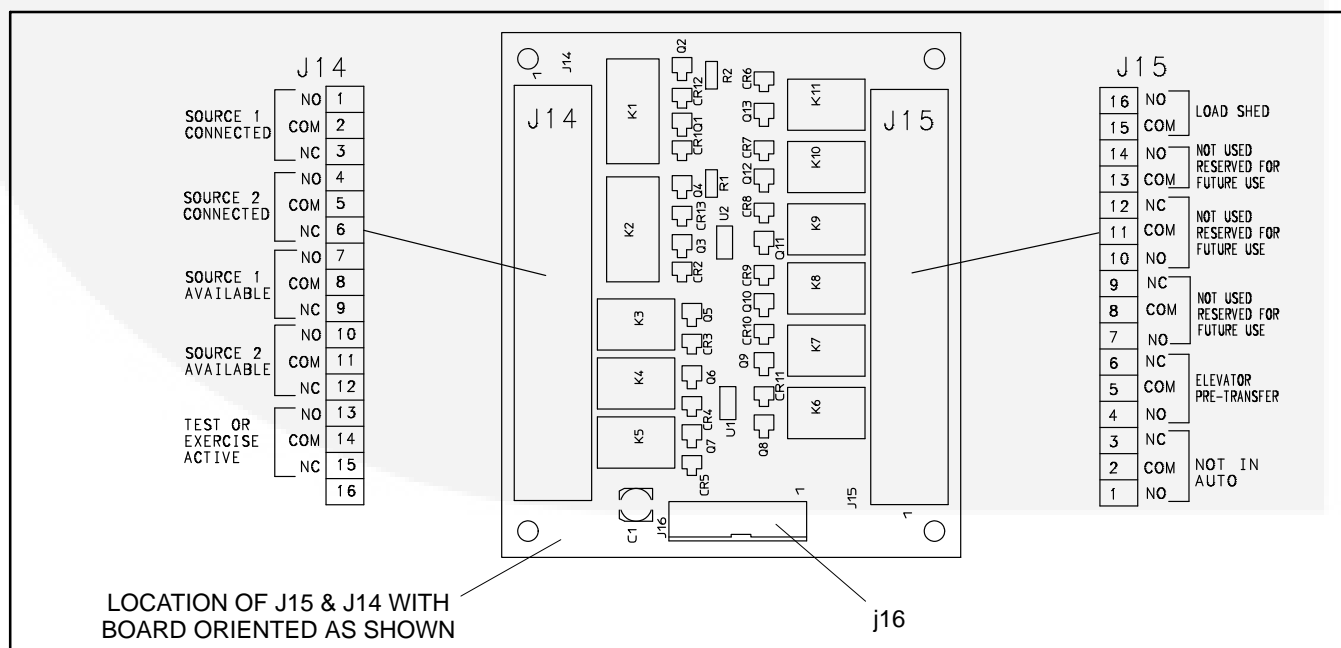 J14
SOURCE 1
CONNECTED
NO 1
COM 2
NC 3
SOURCE 2
CONNECTED
NO 4
COM 5
NC 6
SOURCE 1
AVAILABLE
NO 7
COM 8
NC 9
SOURCE 2
AVAILABLE
NO 10
COM 11
NC 12
TEST OR
EXERCISE
ACTIVE
NO 13
COM 14
NC 15
16
1
J14
J14
K1
K2
K3
K4
K5
Q2
CR12
R2
Q1
CR1
Q4
R1
CR13
U2
Q3
CR2
Q5
CR3
Q6
CR4
U1
Q7
CR5
C1
CR6
Q13
CR7
Q12
CR8
Q11
CR9
Q10
CR10
Q9
CR11
Q8
K11
K10
K9
K8
K7
K6
J15
J15
1
J16
1
J15
16 NO
15 COM
LOAD SHED
14 NO
13 COM
NOT USED
RESERVED FOR
FUTURE USE
12 NC
11 COM
10 NO
NOT USED
RESERVED FOR
FUTURE USE
9 NC
8 COM
7 NO
NOT USED
RESERVED FOR
FUTURE USE
6 NC
5 COM
4 NO
ELEVATOR
PRE-TRANSFER
3 NC
2 COM
1 NO
NOT IN
AUTO
LOCATION OF J15 & J14 WITH
BOARD ORIENTED AS SHOWN
j16